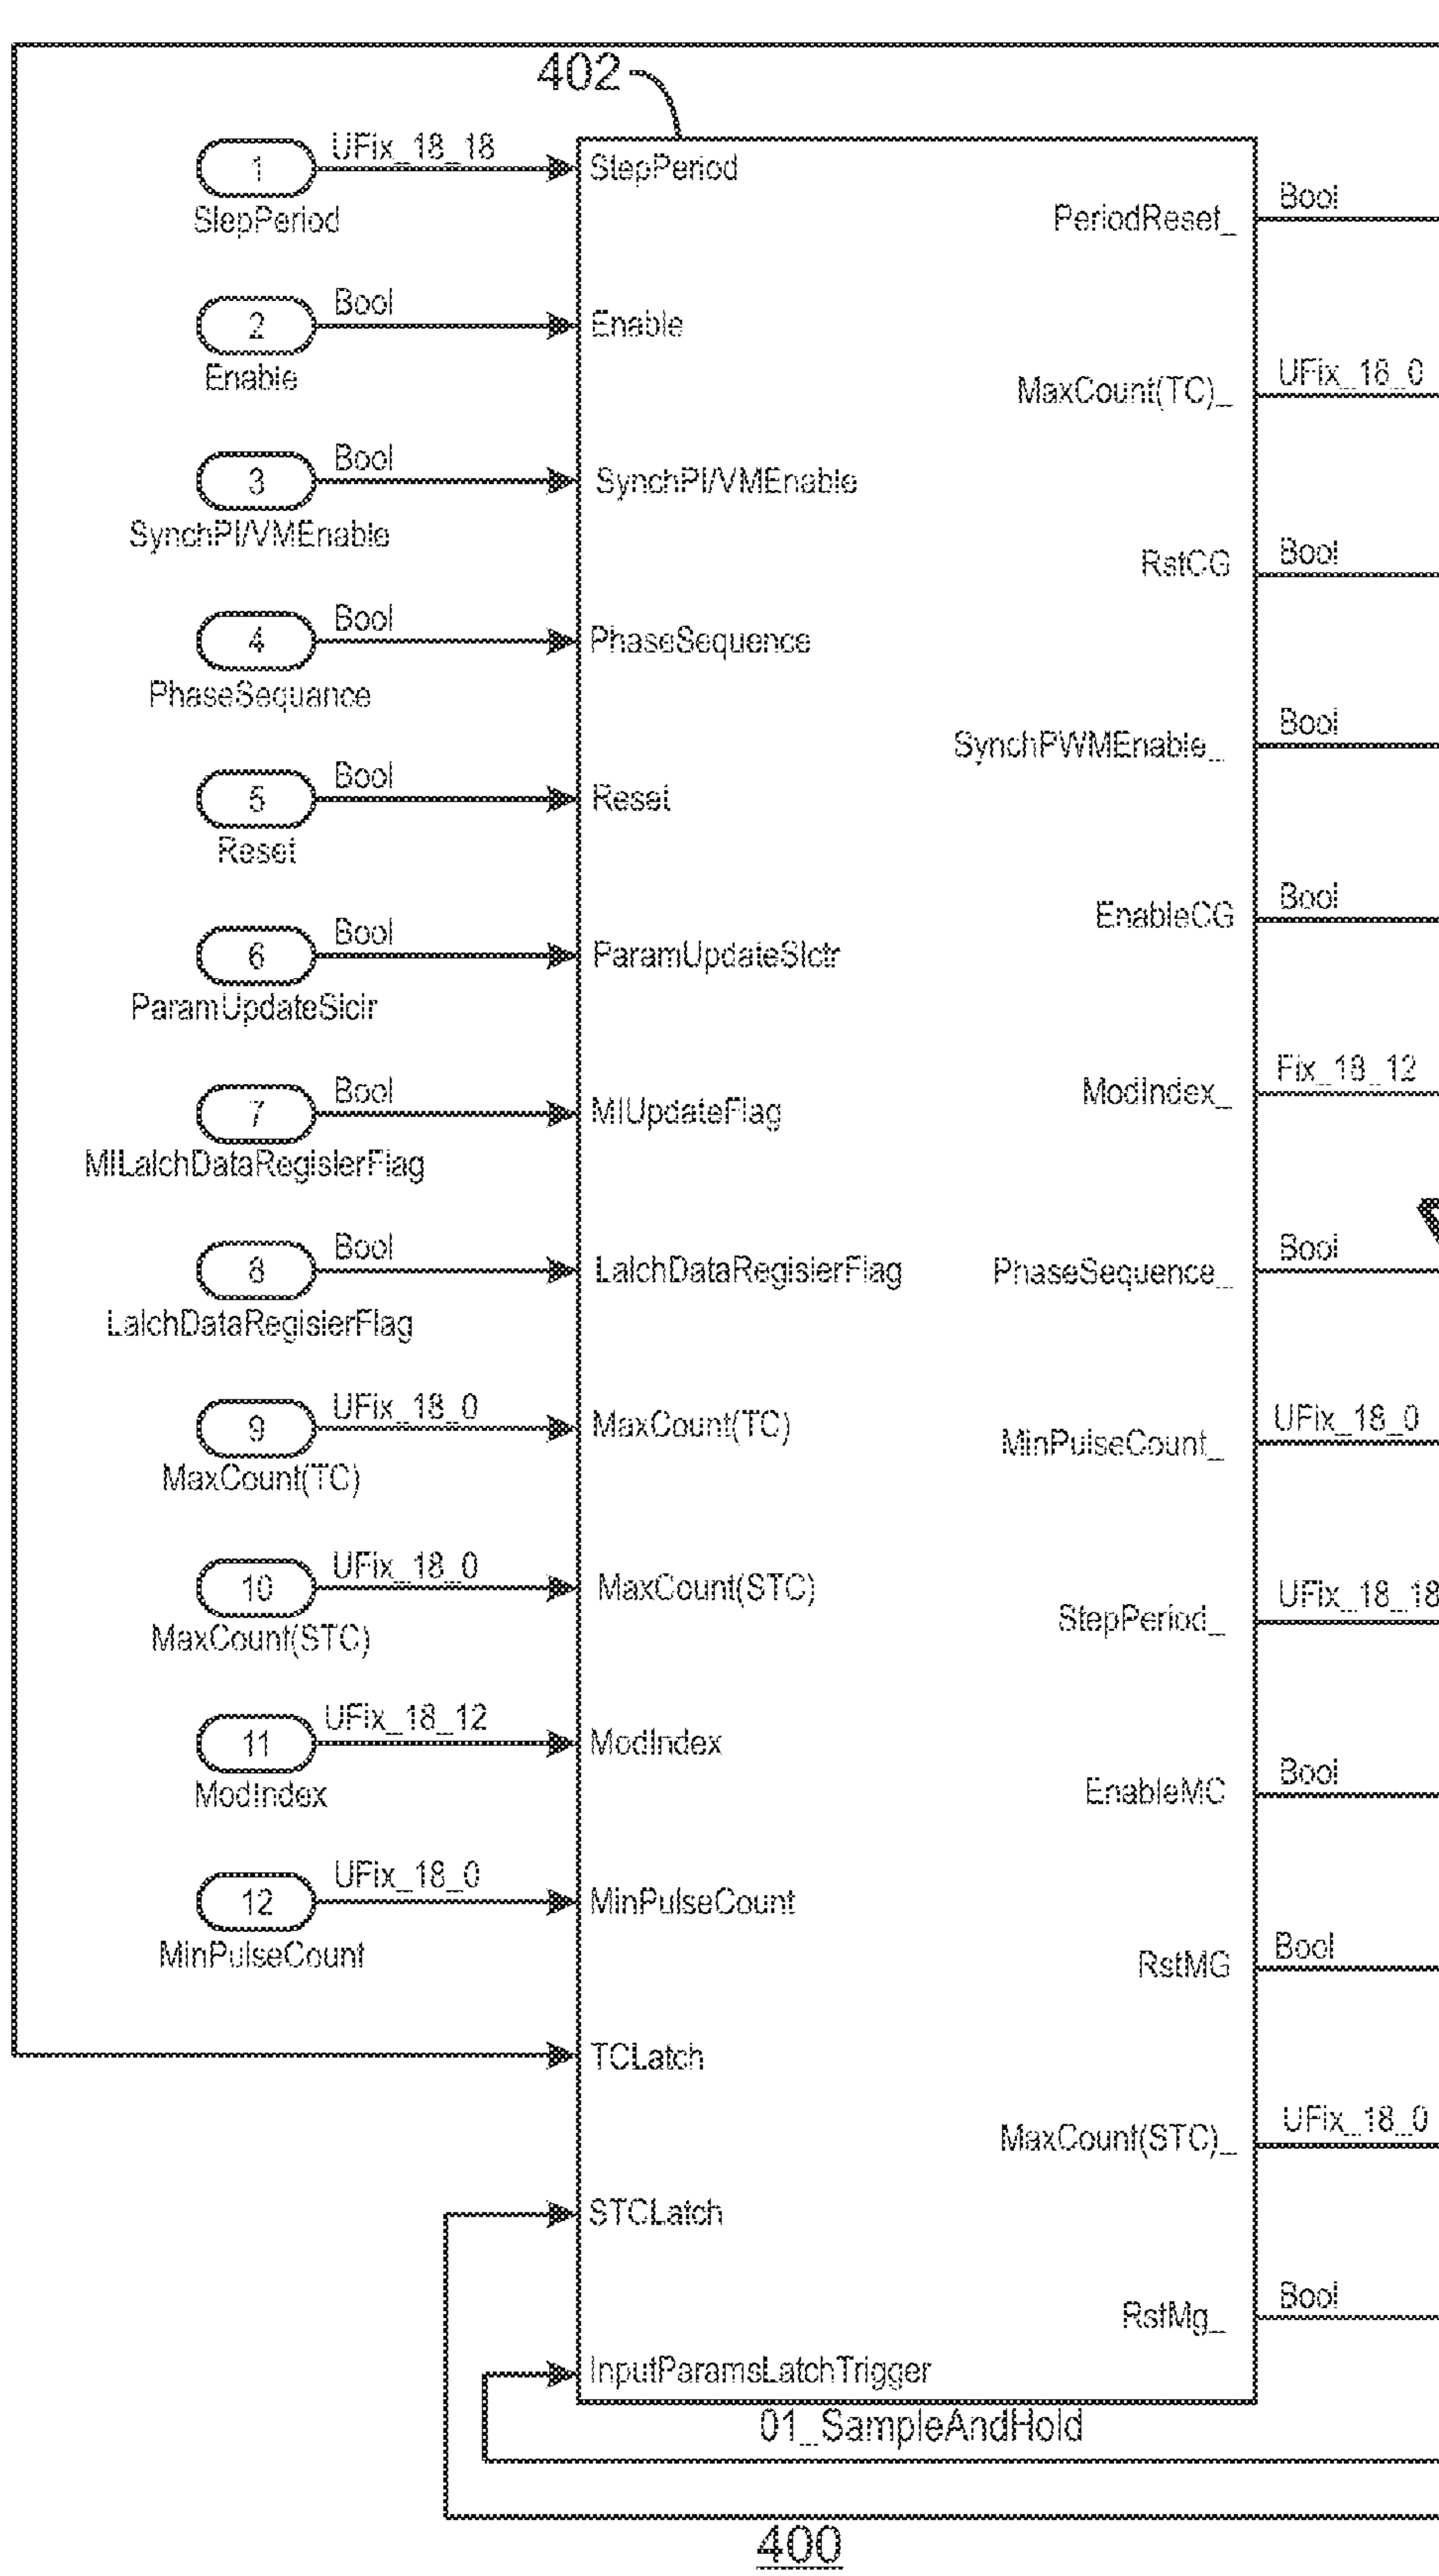 402
UFix_18_18
1
SlepPeriod
StepPeriod
Bool
PeriodReset_
Bool
2
Enable
Enable
UFix_18_0
MaxCount(TC)_
Bool
3
SynchPI/VMEnable
SynchPI/VMEnable
Bool
RstCG
Bool
4
PhaseSequance
PhaseSequence
Bool
SynchPWMEnable_
Bool
5
Reset
Reset
Bool
EnableCG
Bool
6
ParamUpdateSlclr
ParamUpdateSlctr
Fix_18_12
ModIndex_
Bool
7
MILalchDataRegislerFlag
MIUpdateFlag
Bool
PhaseSequence_
Bool
8
LalchDataRegisierFlag
LalchDataRegisierFlag
UFix_18_0
9
MaxCount(TC)
MaxCount(TC)
UFix_18_0
MinPulseCount_
UFix_18_0
10
MaxCount(STC)
MaxCount(STC)
UFix_18_18
StepPeriod_
UFix_18_12
11
ModIndex
ModIndex
Bool
EnableMC
UFix_18_0
12
MinPulseCount
MinPulseCount
Bool
RstMG
TCLatch
UFix_18_0
MaxCount(STC)_
STCLatch
Bool
RstMg_
InputParamsLatchTrigger
01_SampleAndHold
400